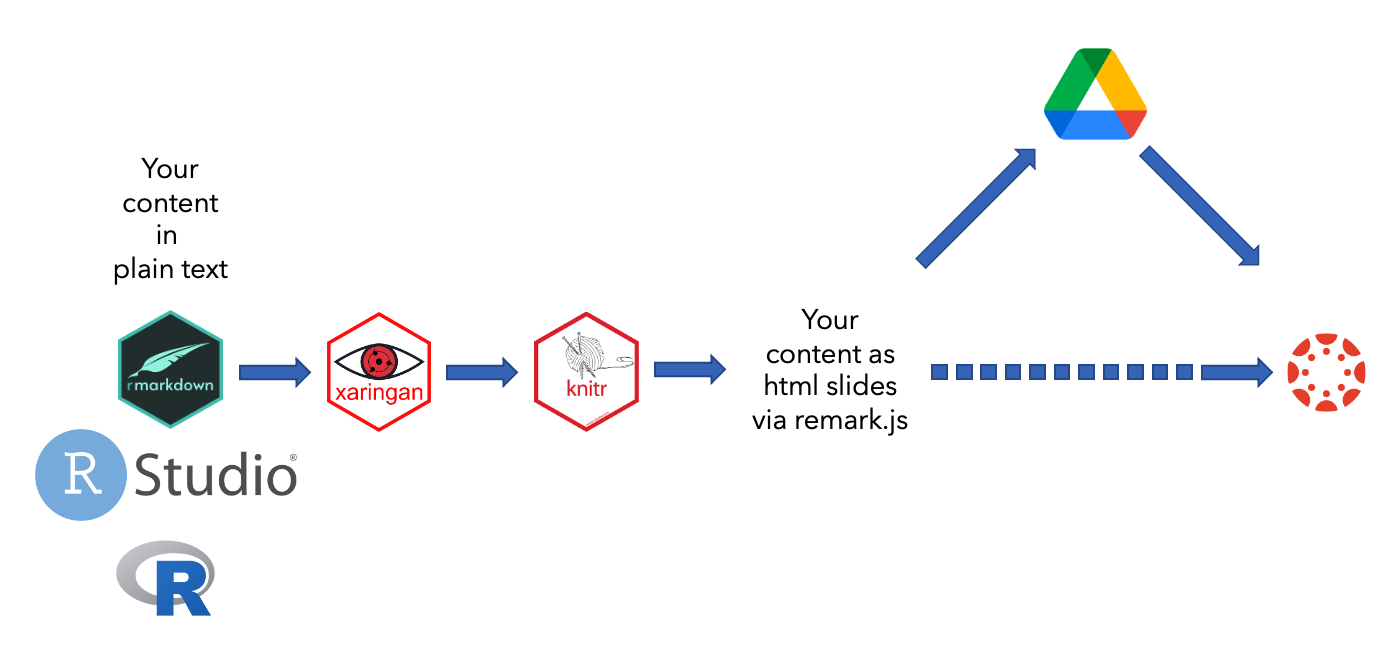 Your
content
in
plain text
rmarkdown
xaringan
knitr
Your
content as
html slides
via remark.js
R Studio®
R